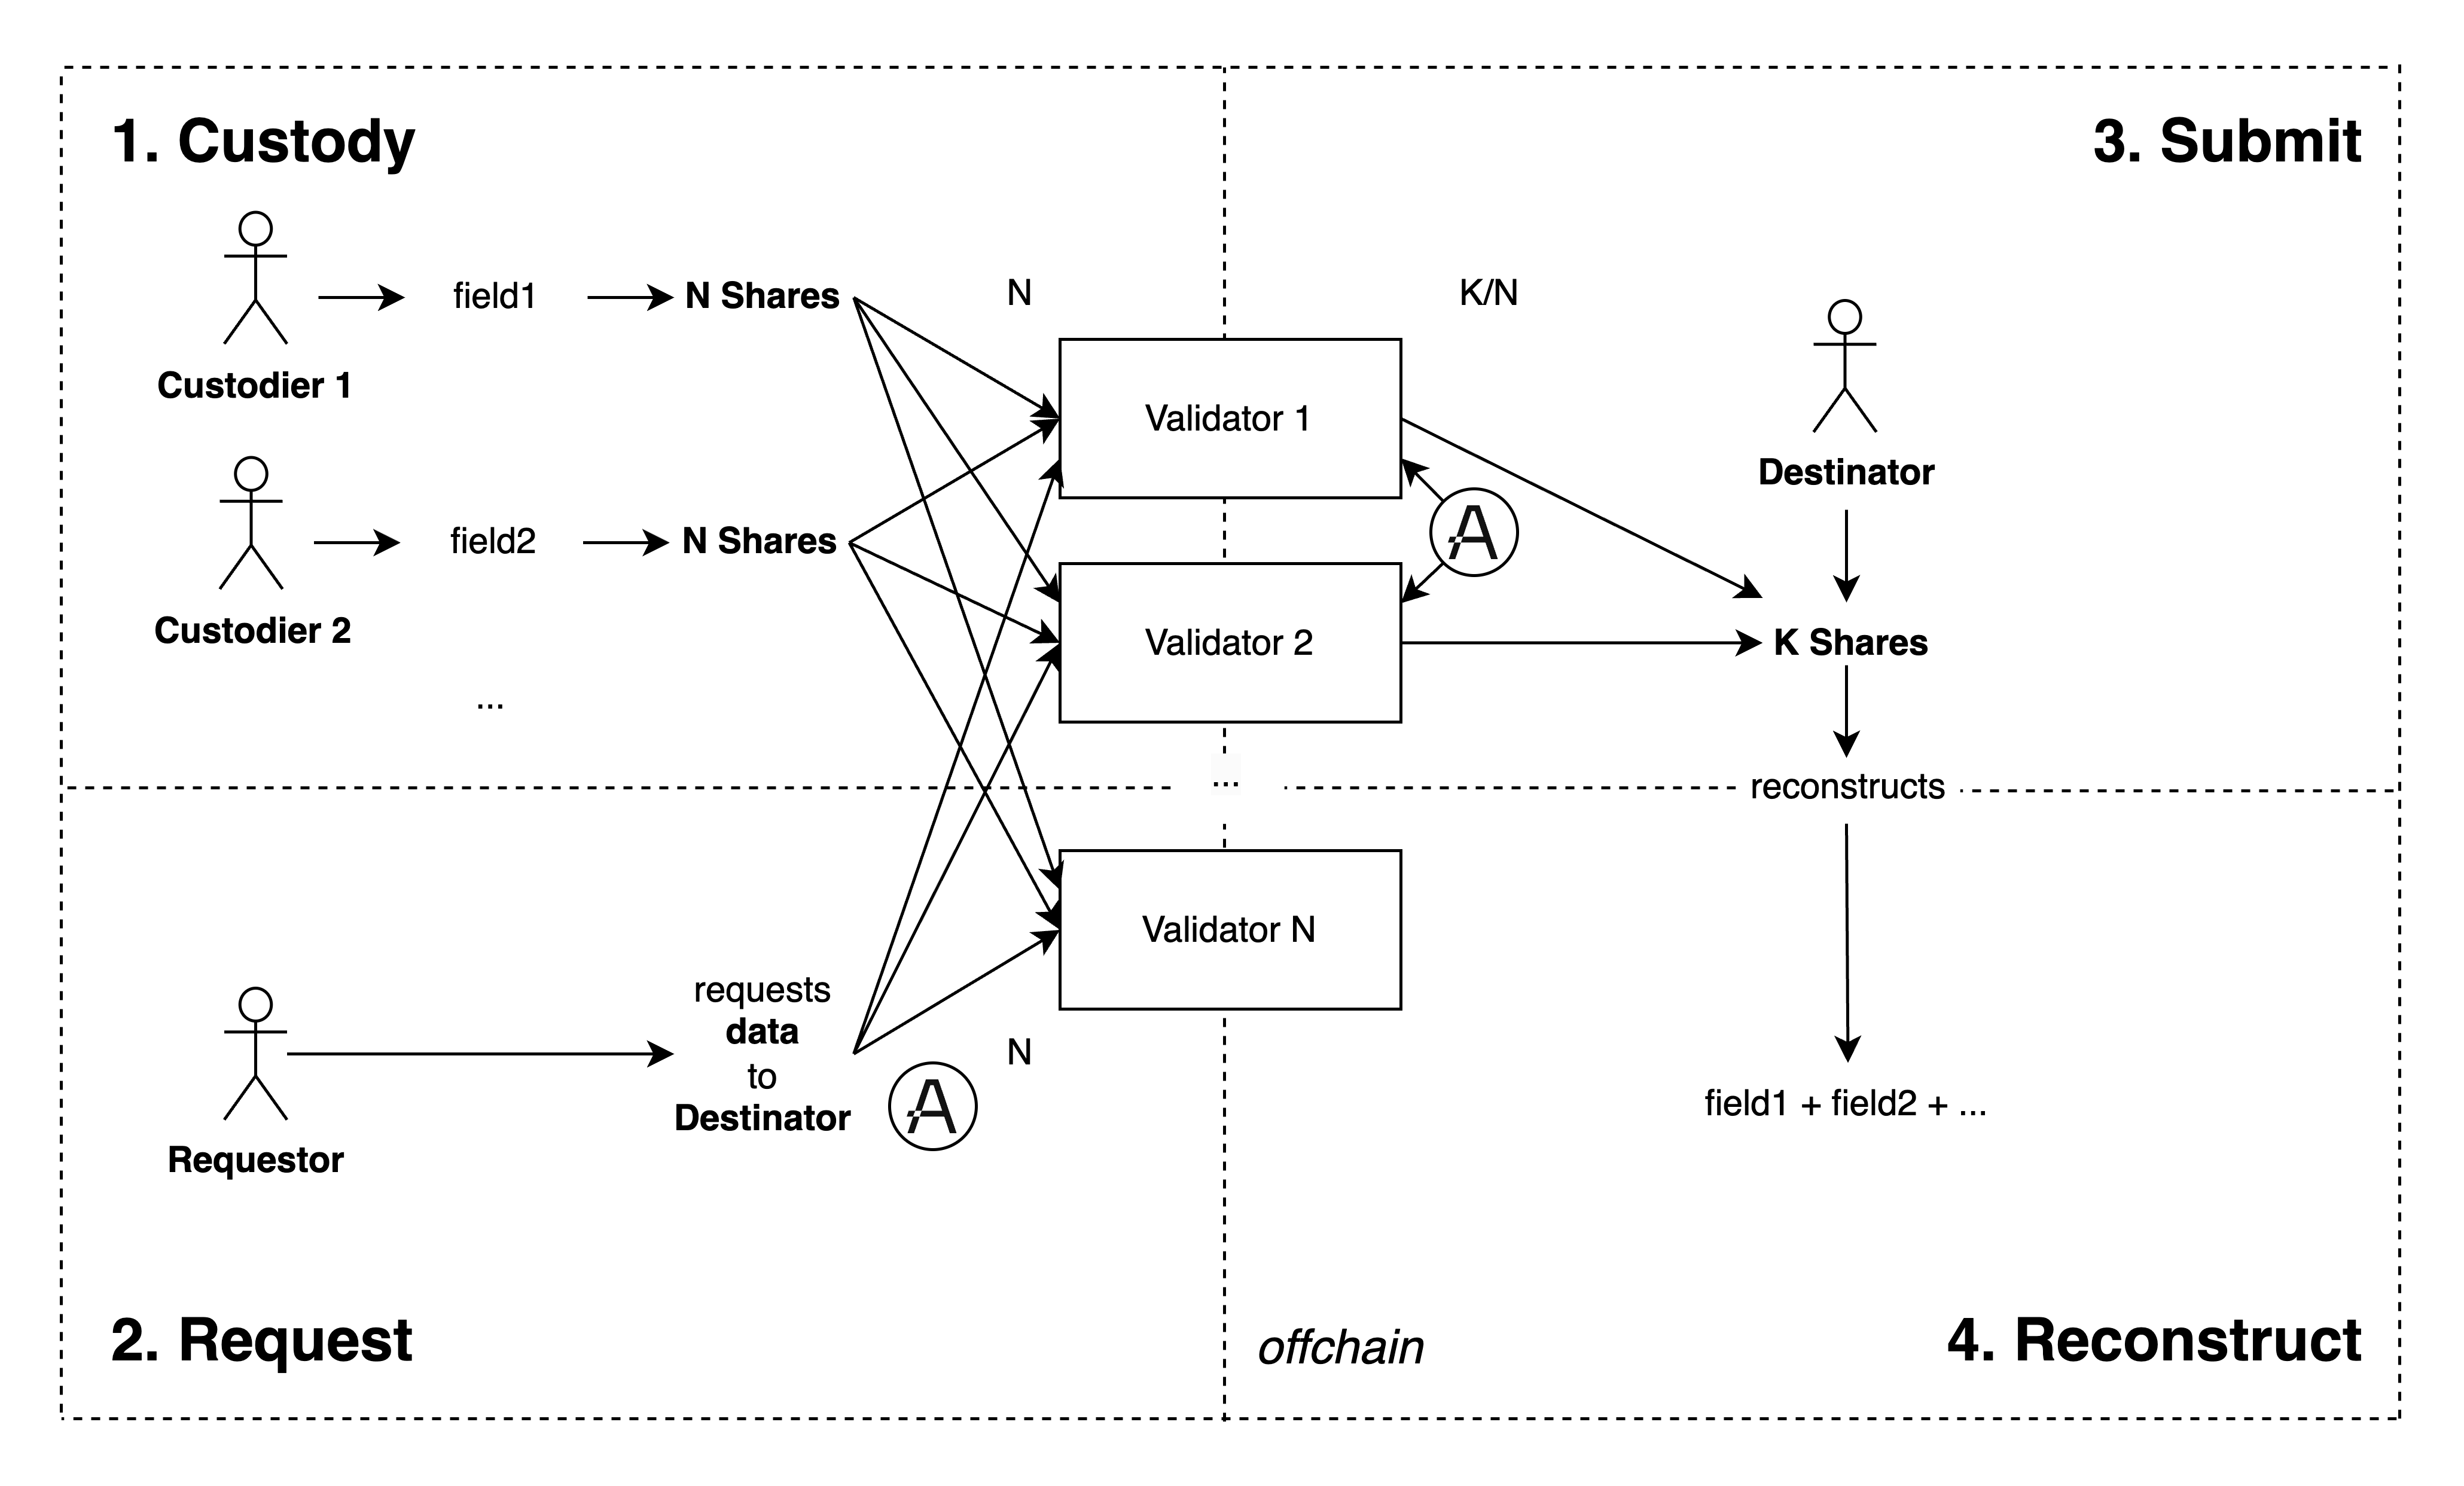 1. Custody
3. Submit
field1
N Shares
N
K/N
Custodier 1
Validator 1
Destinator
field2
N Shares
A
Custodier 2
Validator 2
K Shares
...
...
reconstructs
Validator N
requests
data
to
Destinator
N
A
field1 + field2 + ...
Requestor
2. Request
offchain
4. Reconstruct